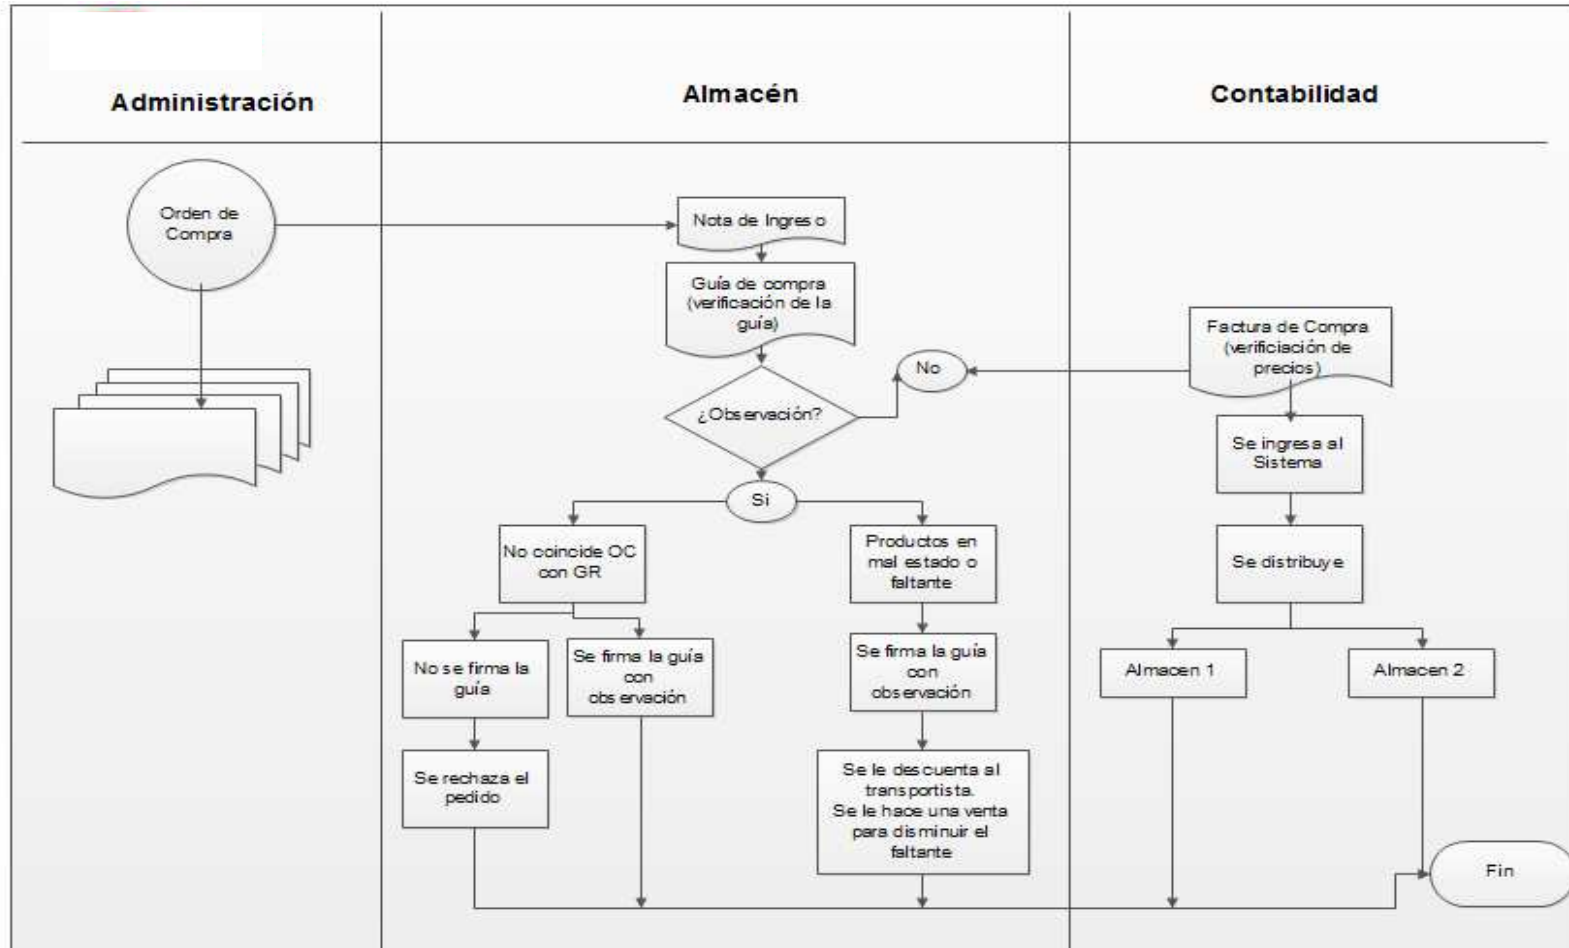 Administración
Almacén
Contabilidad
Orden de
Compra
Nota de Ingreso
Guía de compra
(verificación de la
guía)
¿Observación?
No
Si
No coincide OC
con GR
No se firma la
guía
Se rechaza el
pedido
Se firma la guía
con
observación
Productos en
mal estado o
faltante
Se firma la guía
con
observación
Se le descuenta al
transportista.
Se le hace una venta
para disminuir el
faltante
Factura de Compra
(verificiación de
precios)
Se ingresa al
Sistema
Se distribuye
Almacen 1
Almacen 2
Fin